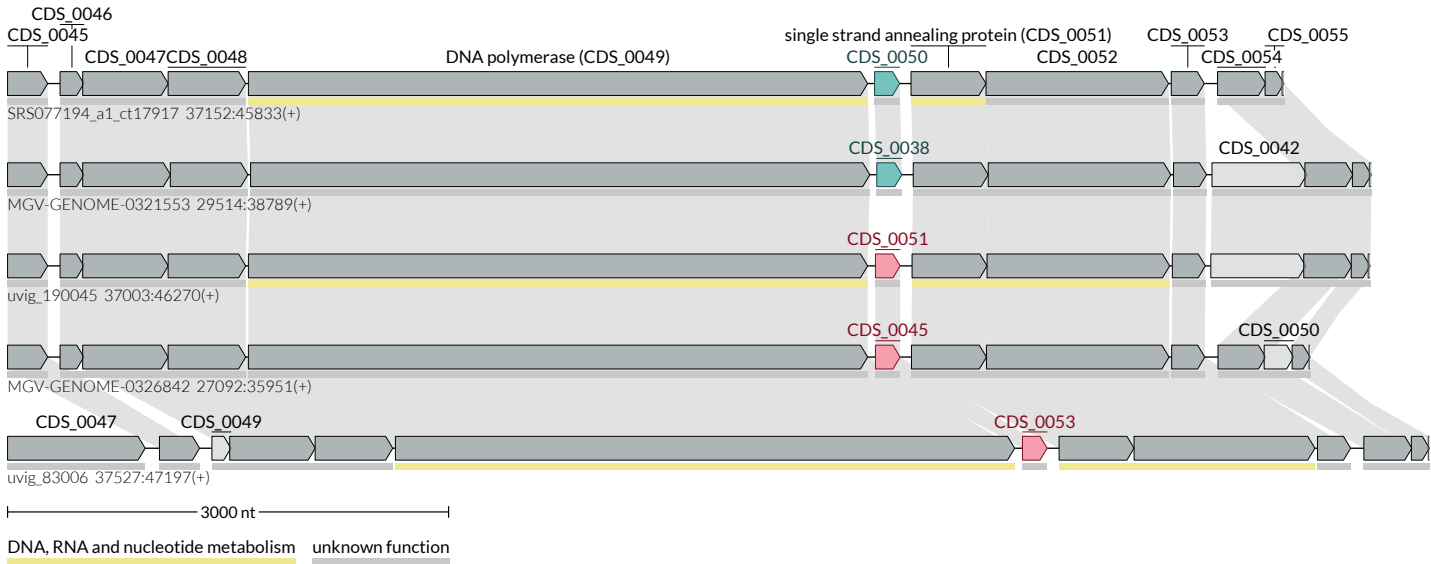 CDS_0046
CDS_0045
single strand annealing protein (CDS_0051)
CDS_0053
CDS_0055
CDS_0047
CDS_0048
DNA polymerase (CDS_0049)
CDS_0050
CDS_0052
CDS_0054
SRS077194_a1_ct17917 37152:45833(+)
CDS_0038
CDS_0042
MGV-GENOME-0321553 29514:38789(+)
CDS_0051
uvig_190045 37003:46270(+)
CDS_0045
CDS_0050
MGV-GENOME-0326842 27092:35951(+)
CDS_0047
CDS_0049
CDS_0053
uvig_83006 37527:47197(+)
3000 nt
DNA, RNA and nucleotide metabolism
unknown function